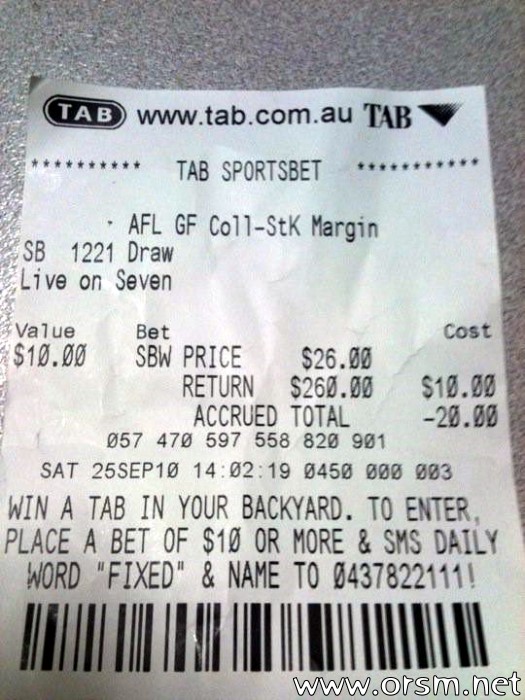 TAB www.tab.com.au TAB
********** TAB SPORTSBET ***********
AFL GF Coll-StK Margin
SB 1221 Draw
Live on Seven
Value Bet Cost
$10.00 SBW PRICE $26.00
RETURN $260.00 $10.00
ACCRUED TOTAL -20.00
057 470 597 558 820 901
SAT 25SEP10 14:02:19 0450 000 003
WIN A TAB IN YOUR BACKYARD. TO ENTER,
PLACE A BET OF $10 OR MORE & SMS DAILY
WORD "FIXED" & NAME TO 0437822111!
www.orsm.net